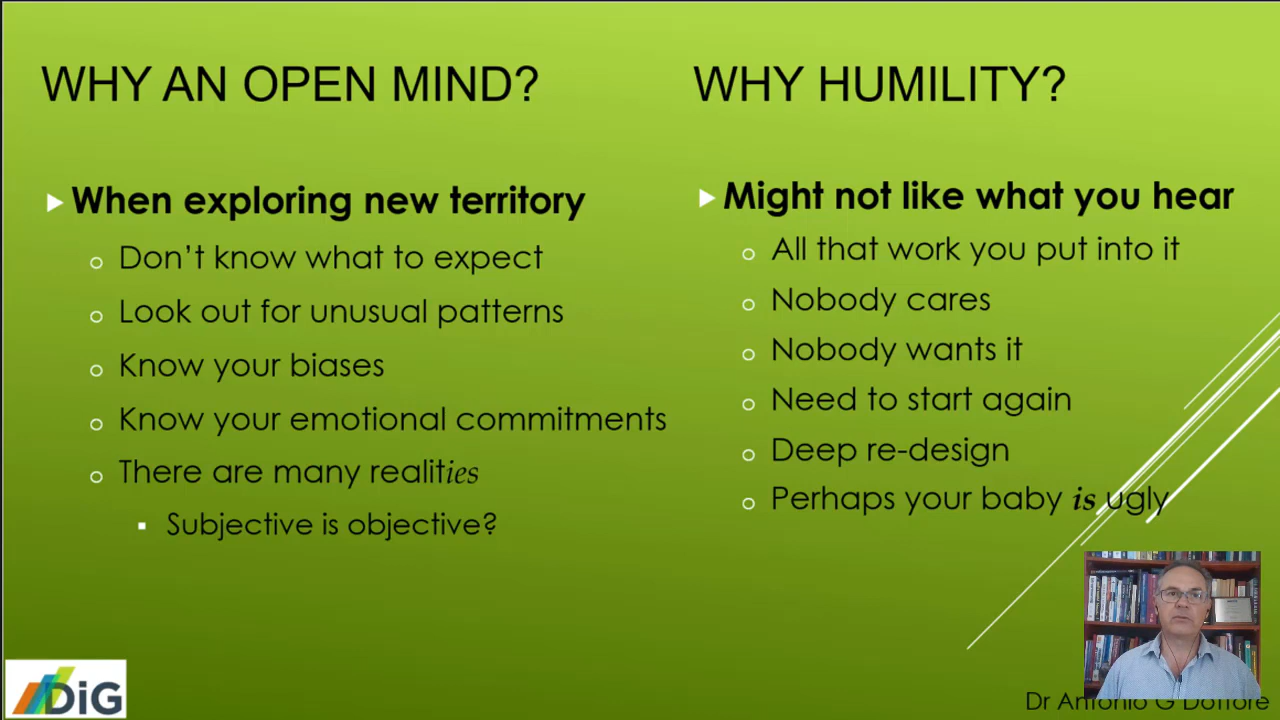 WHY AN OPEN MIND?
When exploring new territory
Don't know what to expect
Look out for unusual patterns
Know your biases
Know your emotional commitments
There are many realities
Subjective is objective?
WHY HUMILITY?
Might not like what you hear
All that work you put into it
Nobody cares
Nobody wants it
Need to start again
Deep re-design
Perhaps your baby is ugly
DiG
Dr Antonio G Dottore